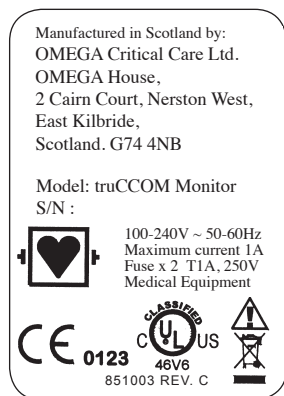 Manufactured in Scotland by:
OMEGA Critical Care Ltd.
OMEGA House,
2 Cairn Court, Nerston West,
East Kilbride,
Scotland. G74 4NB
Model: truCCOM Monitor
S/N :
100-240V ~ 50-60Hz
Maximum current 1A
Fuse x 2 T1A, 250V
Medical Equipment
CE 0123
CLASSIFIED
C UL US
46V6
851003 REV. C